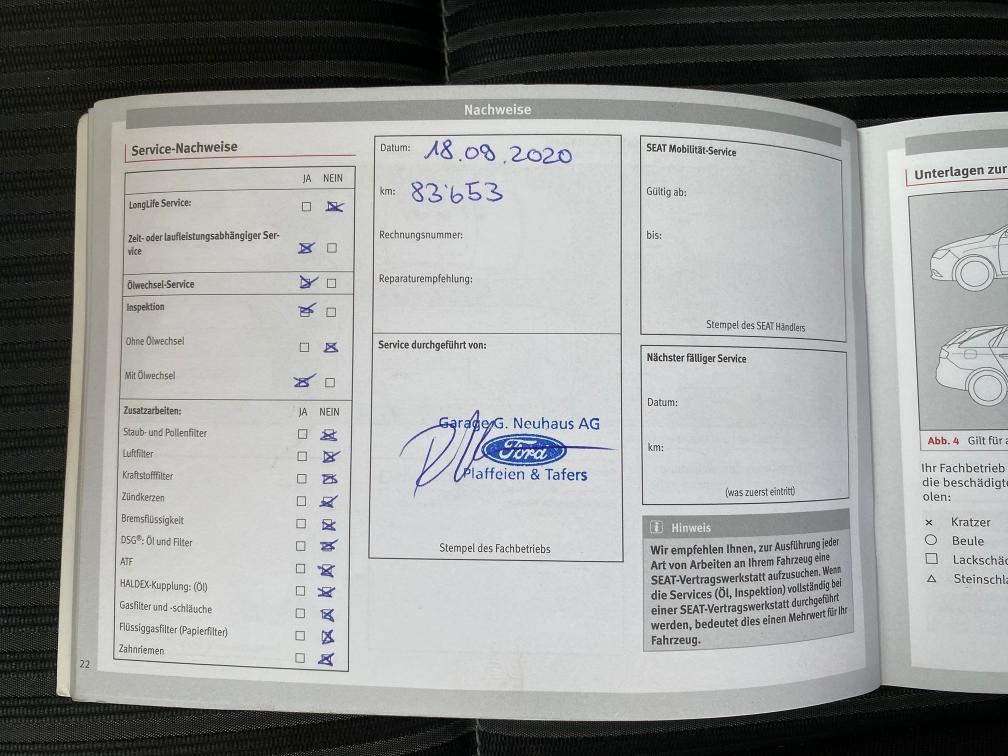 Nachweise
Service-Nachweise
JA NEIN
LongLife Service:
Zeit- oder laufleistungsabhängiger Ser-
vice
Ölwechsel-Service
Inspektion
Ohne Ölwechsel
Mit Ölwechsel
Zusatzarbeiten: JA NEIN
Staub- und Pollenfilter
Luftfilter
Kraftstofffilter
Zündkerzen
Bremsflüssigkeit
DSG®: Öl und Filter
ATF
HALDEX-Kupplung: (Öl)
Gasfilter und -schläuche
Flüssiggasfilter (Papierfilter)
Zahnriemen
22
Datum: 18.08.2020
km: 83'653
Rechnungsnummer:
Reparaturempfehlung:
Service durchgeführt von:
Garage G. Neuhaus AG
Ford
Plaffeien & Tafers
Stempel des Fachbetriebs
SEAT Mobilität-Service
Gültig ab:
bis:
Stempel des SEAT Händlers
Nächster fälliger Service
Datum:
km:
(was zuerst eintritt)
Hinweis
Wir empfehlen Ihnen, zur Ausführung jeder
Art von Arbeiten an Ihrem Fahrzeug eine
SEAT-Vertragswerkstatt aufzusuchen. Wenn
die Services (Öl, Inspektion) vollständig bei
einer SEAT-Vertragswerkstatt durchgeführt
werden, bedeutet dies einen Mehrwert für Ihr
Fahrzeug.
Unterlagen zur
Abb. 4 Gilt für
Ihr Fachbetrieb
die beschädigte
olen:
Kratzer
Beule
Lackschäd
Steinschla